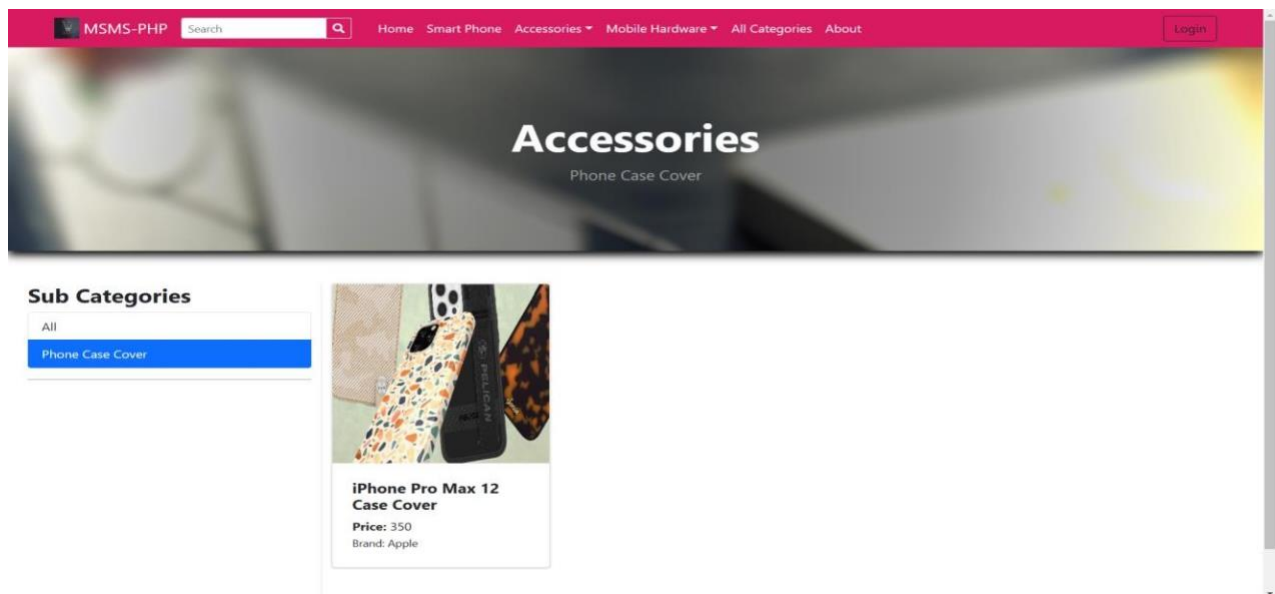 MSMS-PHP Search Home Smart Phone Accessories Mobile Hardware All Categories About Login
Accessories
Phone Case Cover
Sub Categories
All
Phone Case Cover
PELICAN
iPhone Pro Max 12
Case Cover
Price: 350
Brand: Apple